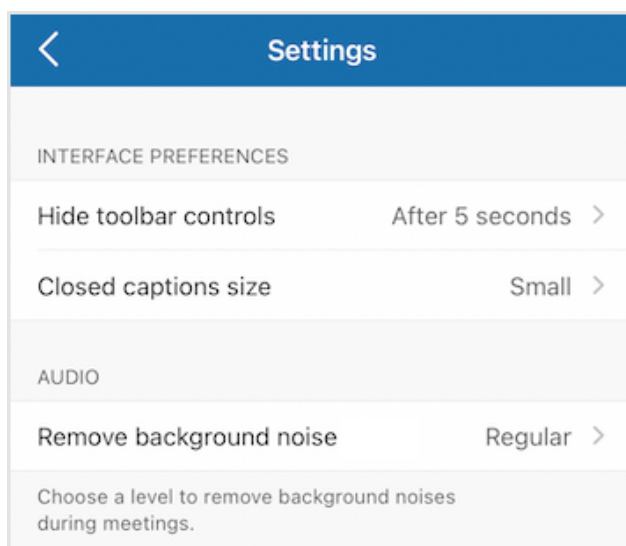 Settings
INTERFACE PREFERENCES
Hide toolbar controls After 5 seconds
Closed captions size Small
AUDIO
Remove background noise Regular
Choose a level to remove background noises
during meetings.